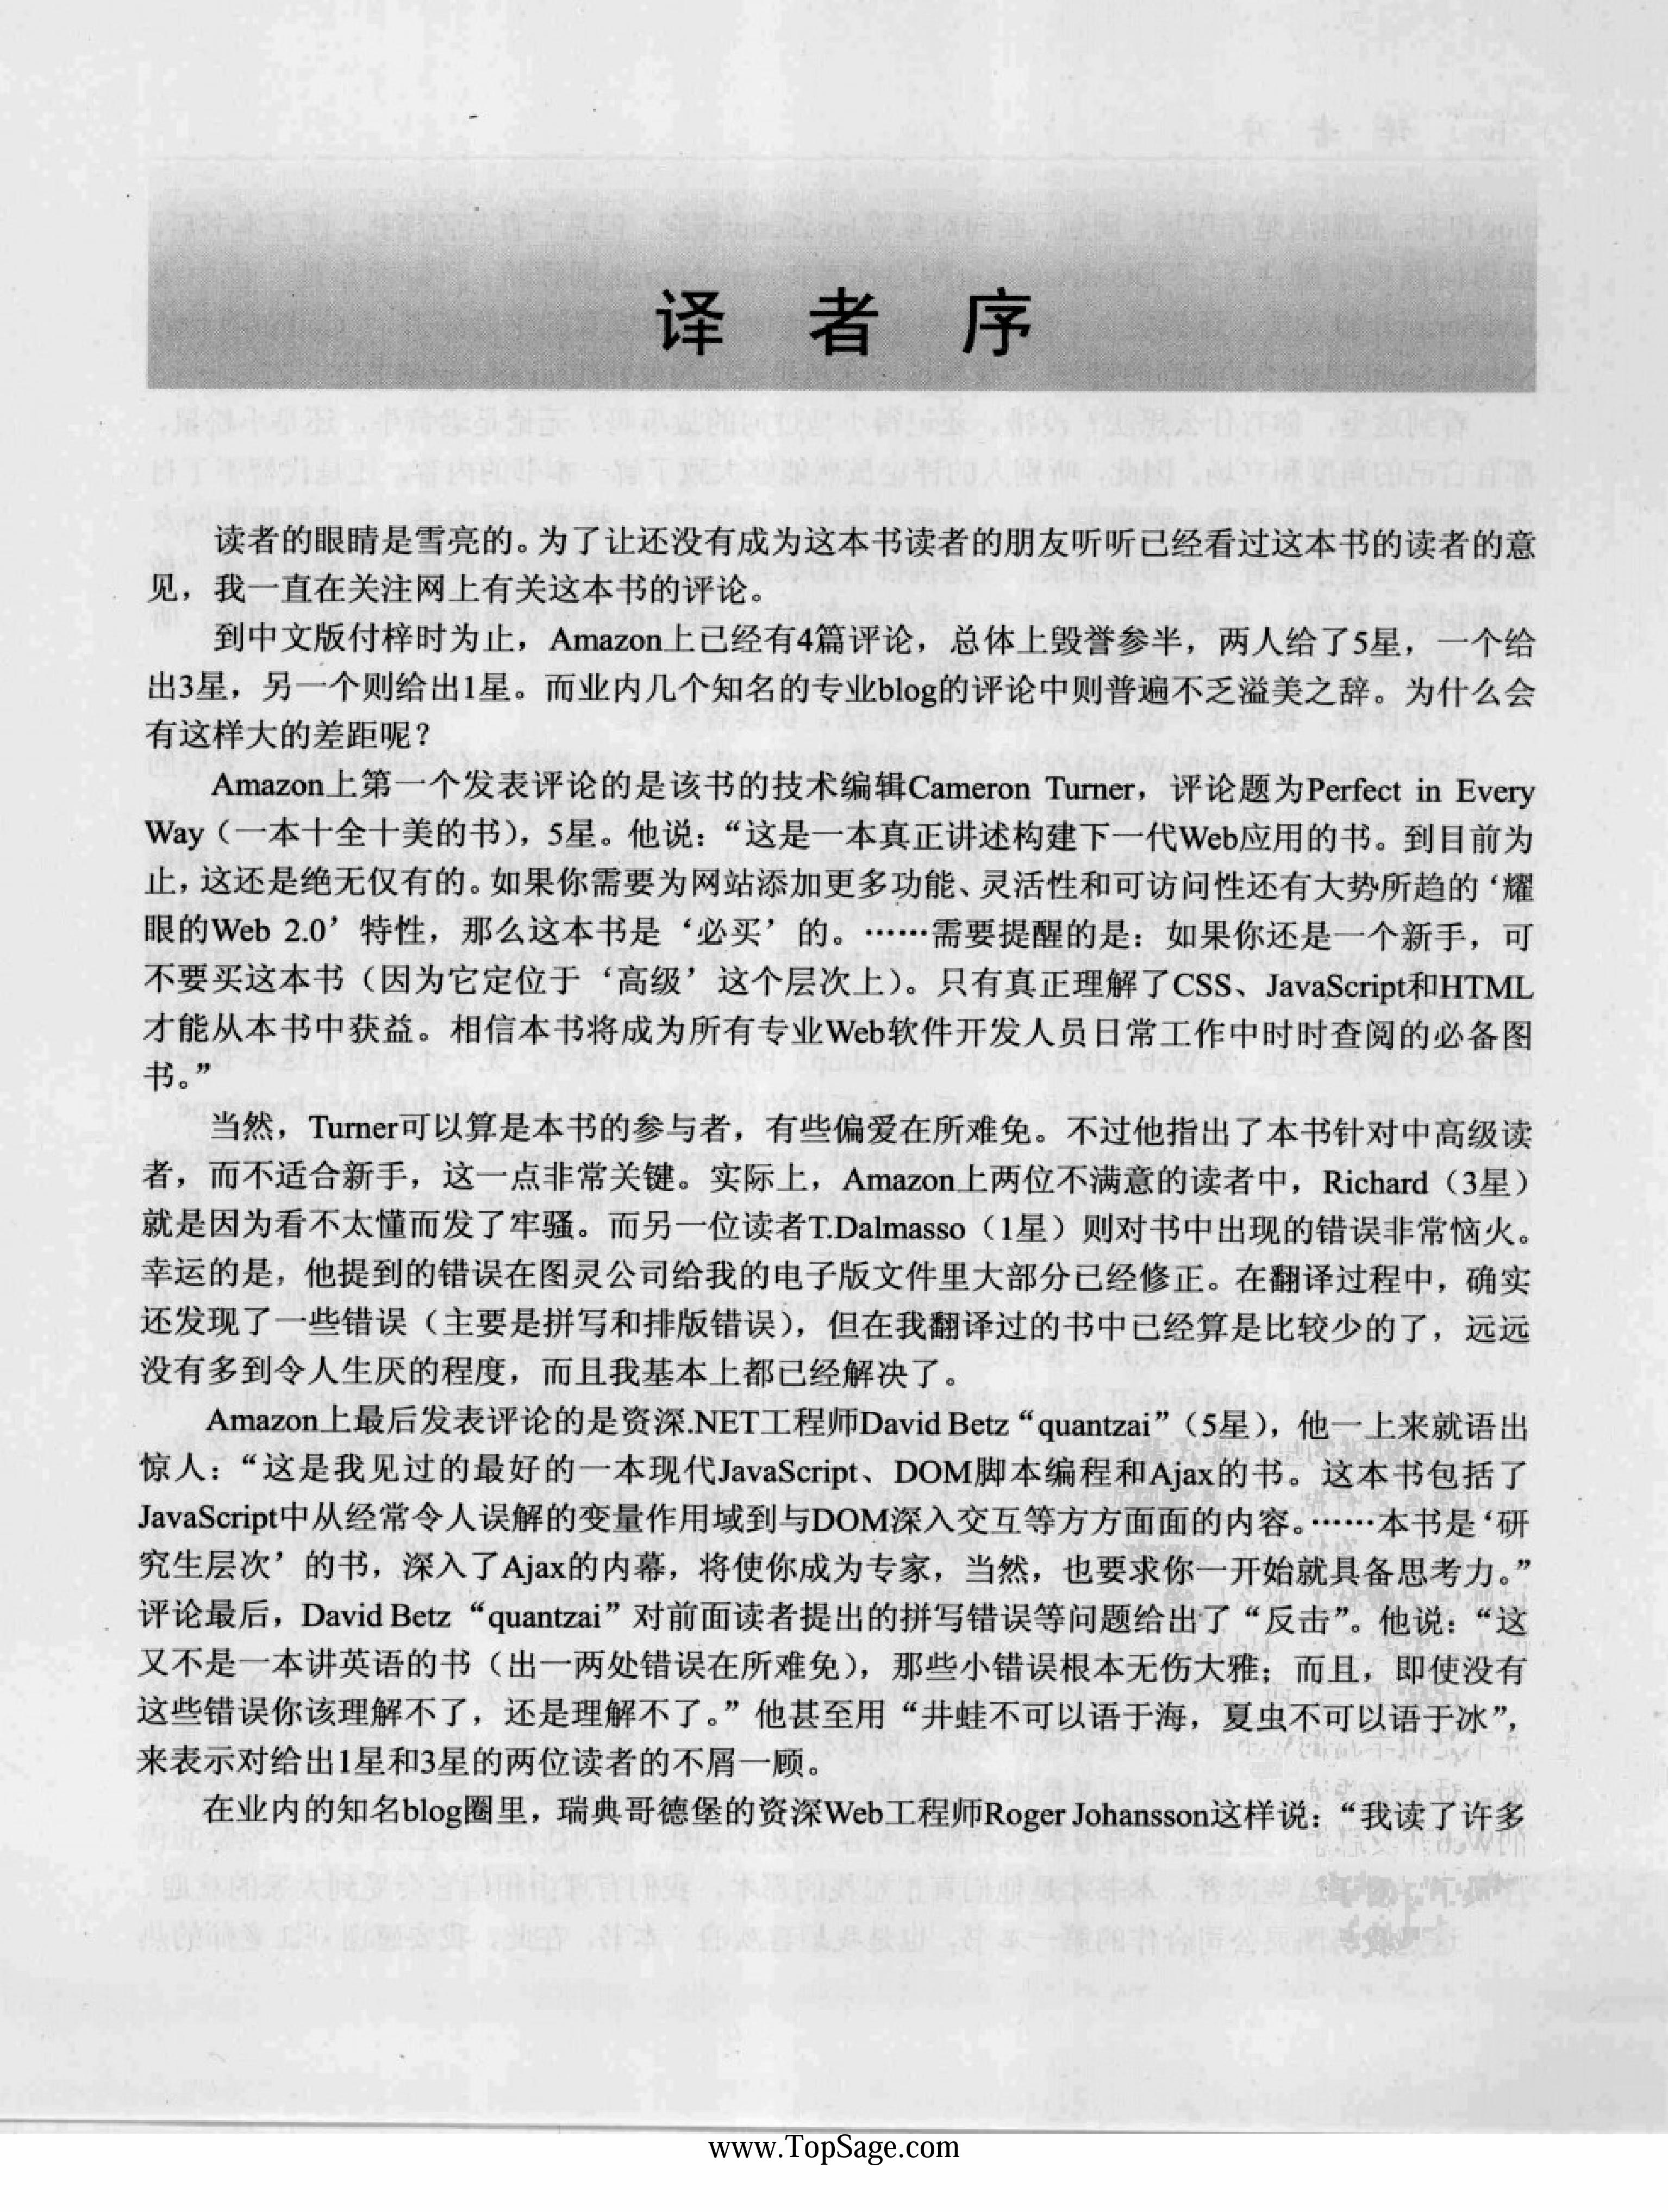 译 者 序
读者的眼睛是雪亮的。为了让还没有成为这本书读者的朋友听听已经看过这本书的读者的意
见，我一直在关注网上有关这本书的评论。
到中文版付梓时为止，Amazon上已经有4篇评论，总体上毁誉参半，两人给了5星，一个给
出3星，另一个则给出1星。而业内几个知名的专业blog的评论中则普遍不乏溢美之辞。为什么会
有这样大的差距呢？
Amazon上第一个发表评论的是该书的技术编辑Cameron Turner，评论题为Perfect in Every
Way（一本十全十美的书），5星。他说：“这是一本真正讲述构建下一代Web应用的书。到目前为
止，这还是绝无仅有的。如果你需要为网站添加更多功能、灵活性和可访问性还有大势所趋的‘耀
眼的Web 2.0’特性，那么这本书是‘必买’的。……需要提醒的是：如果你还是一个新手，可
不要买这本书（因为它定位于‘高级’这个层次上）。只有真正理解了CSS、JavaScript和HTML
才能从本书中获益。相信本书将成为所有专业Web软件开发人员日常工作中时时查阅的必备图
书。”
当然，Turner可以算是本书的参与者，有些偏爱在所难免。不过他指出了本书针对中高级读
者，而不适合新手，这一点非常关键。实际上，Amazon上两位不满意的读者中，Richard（3星）
就是因为看不太懂而发了牢骚。而另一位读者T.Dalmasso（1星）则对书中出现的错误非常恼火。
幸运的是，他提到的错误在图灵公司给我的电子版文件里大部分已经修正。在翻译过程中，确实
还发现了一些错误（主要是拼写和排版错误），但在我翻译过的书中已经算是比较少的了，远远
没有多到令人生厌的程度，而且我基本上都已经解决了。
Amazon上最后发表评论的是资深.NET工程师David Betz“quantzai”（5星），他一上来就语出
惊人：“这是我见过的最好的一本现代JavaScript、DOM脚本编程和Ajax的书。这本书包括了
JavaScript中从经常令人误解的变量作用域到与DOM深入交互等方方面面的内容。……本书是‘研
究生层次’的书，深入了Ajax的内幕，将使你成为专家，当然，也要求你一开始就具备思考力。”
评论最后，David Betz“quantzai”对前面读者提出的拼写错误等问题给出了“反击”。他说：“这
又不是一本讲英语的书（出一两处错误在所难免），那些小错误根本无伤大雅；而且，即使没有
这些错误你该理解不了，还是理解不了。”他甚至用“井蛙不可以语于海，夏虫不可以语于冰”，
来表示对给出1星和3星的两位读者的不屑一顾。
在业内的知名blog圈里，瑞典哥德堡的资深Web工程师Roger Johansson这样说：“我读了许多
www.TopSage.com